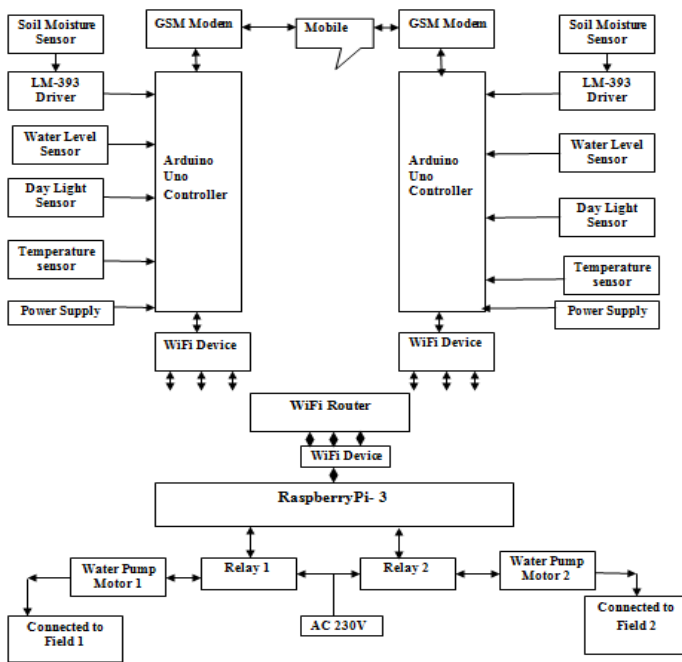 Soil Moisture
Sensor
GSM Modem
Mobile
GSM Modem
Soil Moisture
Sensor
LM-393
Driver
LM-393
Driver
Water Level
Sensor
Arduino
Uno
Controller
Arduino
Uno
Controller
Water Level
Sensor
Day Light
Sensor
Day Light
Sensor
Temperature
sensor
Temperature
sensor
Power Supply
Power Supply
WiFi Device
WiFi Device
WiFi Router
WiFi Device
RaspberryPi- 3
Water Pump
Motor 1
Relay 1
Relay 2
Water Pump
Motor 2
Connected to
Field 1
AC 230V
Connected to
Field 2